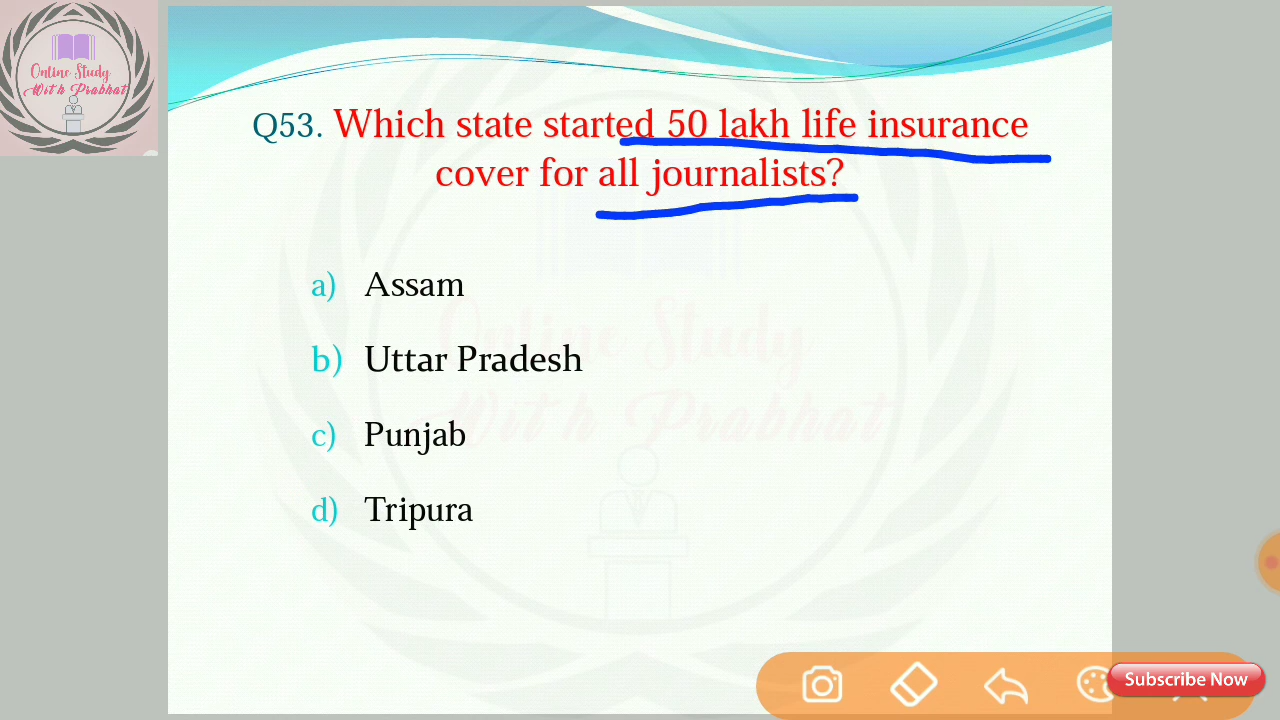 Online Study
With Prabhat
Q53. Which state started 50 lakh life insurance
cover for all journalists?
a) Assam
b) Uttar Pradesh
c) Punjab
d) Tripura
Online Study
With Prabhat
Subscribe Now